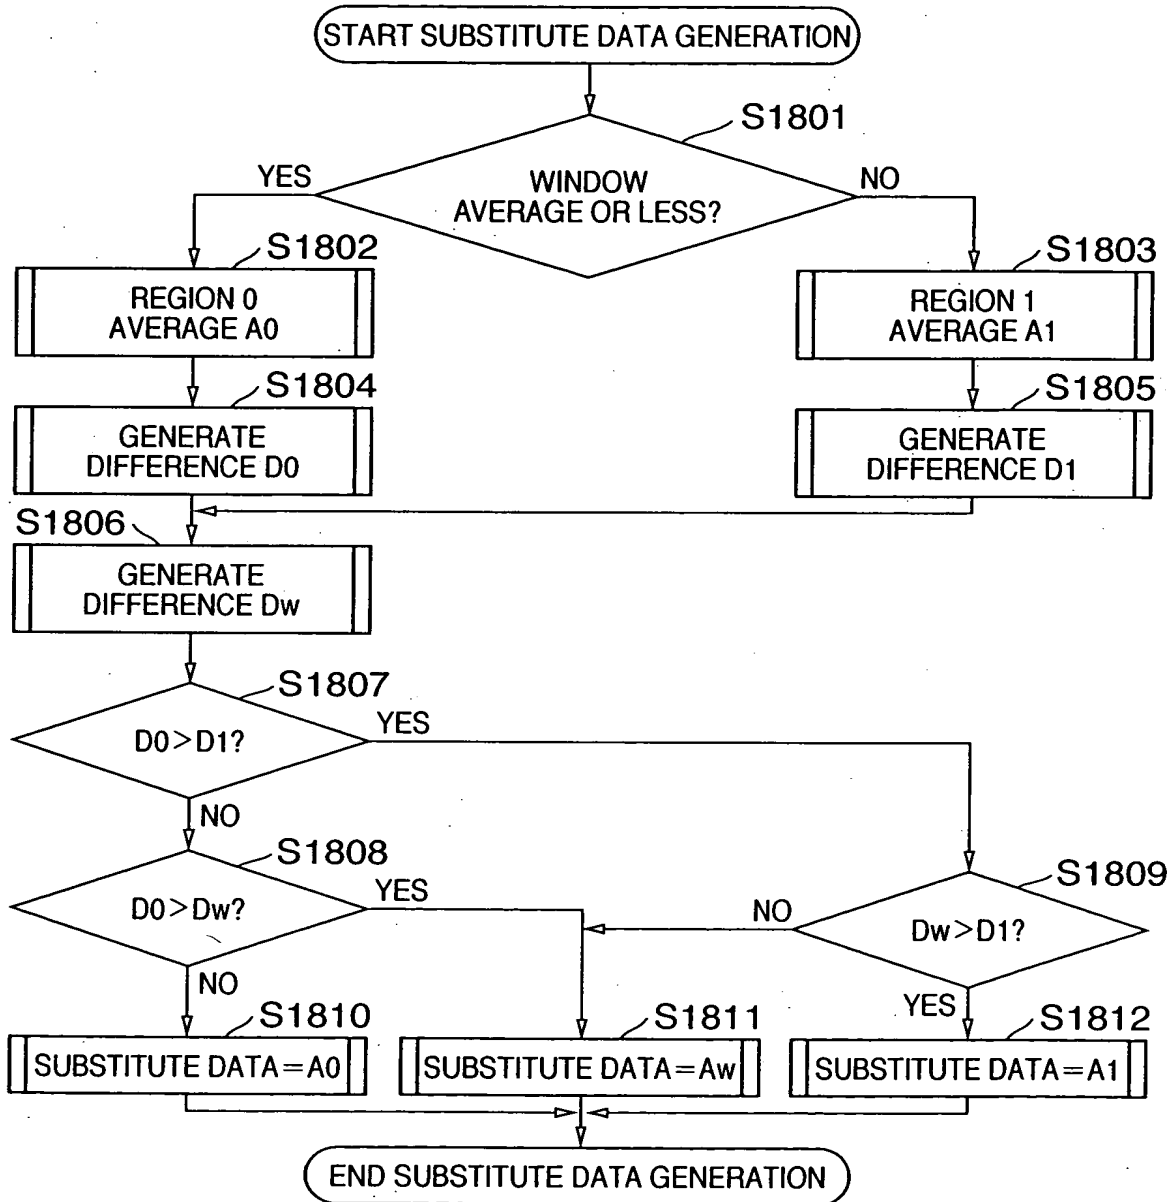 START SUBSTITUTE DATA GENERATION
S1801
WINDOW
AVERAGE OR LESS?
YES
NO
S1802
REGION 0
AVERAGE A0
S1803
REGION 1
AVERAGE A1
S1804
GENERATE
DIFFERENCE D0
S1805
GENERATE
DIFFERENCE D1
S1806
GENERATE
DIFFERENCE Dw
S1807
D0>D1?
YES
NO
S1808
D0>Dw?
YES
NO
S1809
Dw>D1?
NO
YES
S1810
SUBSTITUTE DATA=A0
S1811
SUBSTITUTE DATA=Aw
S1812
SUBSTITUTE DATA=A1
END SUBSTITUTE DATA GENERATION